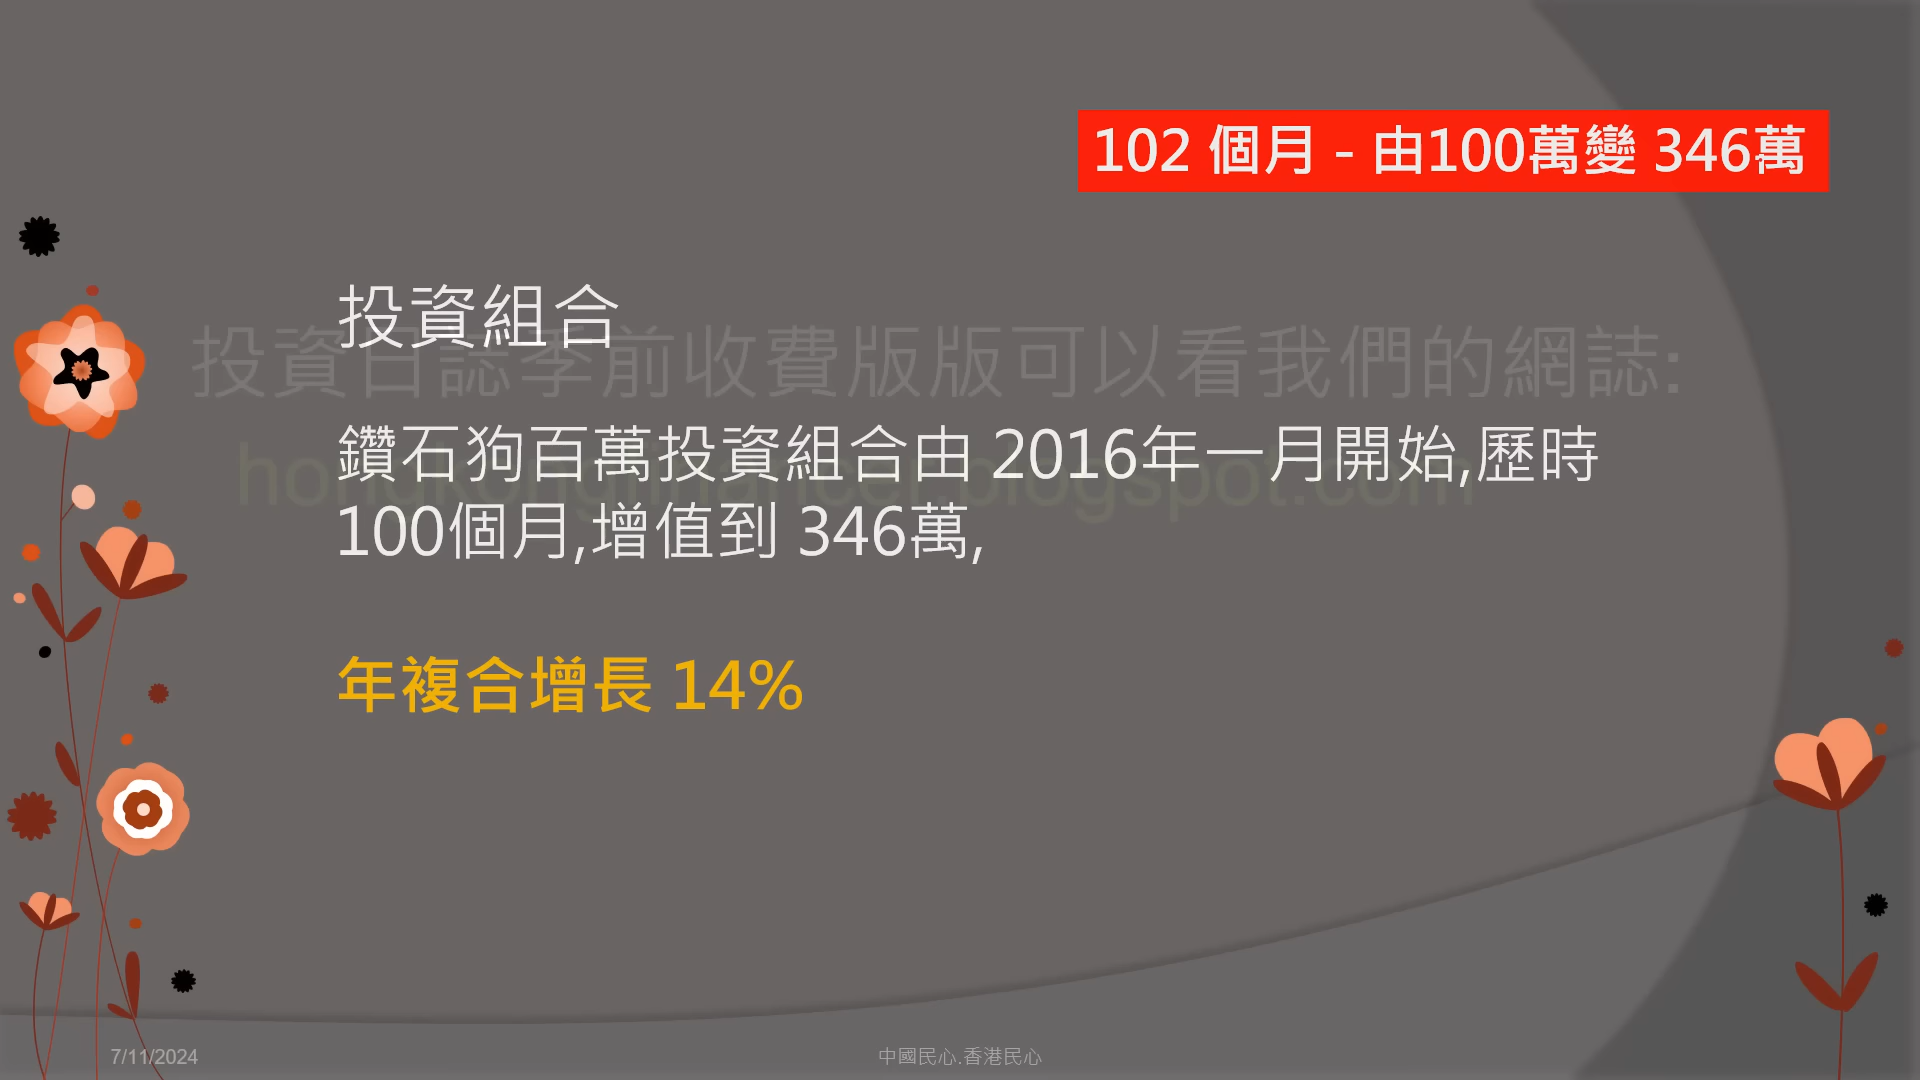 102 個月 - 由100萬變 346萬
投資組合
投資日誌季前收費版版可以看我們的網誌:
鑽石狗百萬投資組合由 2016年一月開始,歷時
hongkongfinancer.blogspot.com
100個月,增值到 346萬,
年複合增長 14%
7/11/2024
中國民心.香港民心